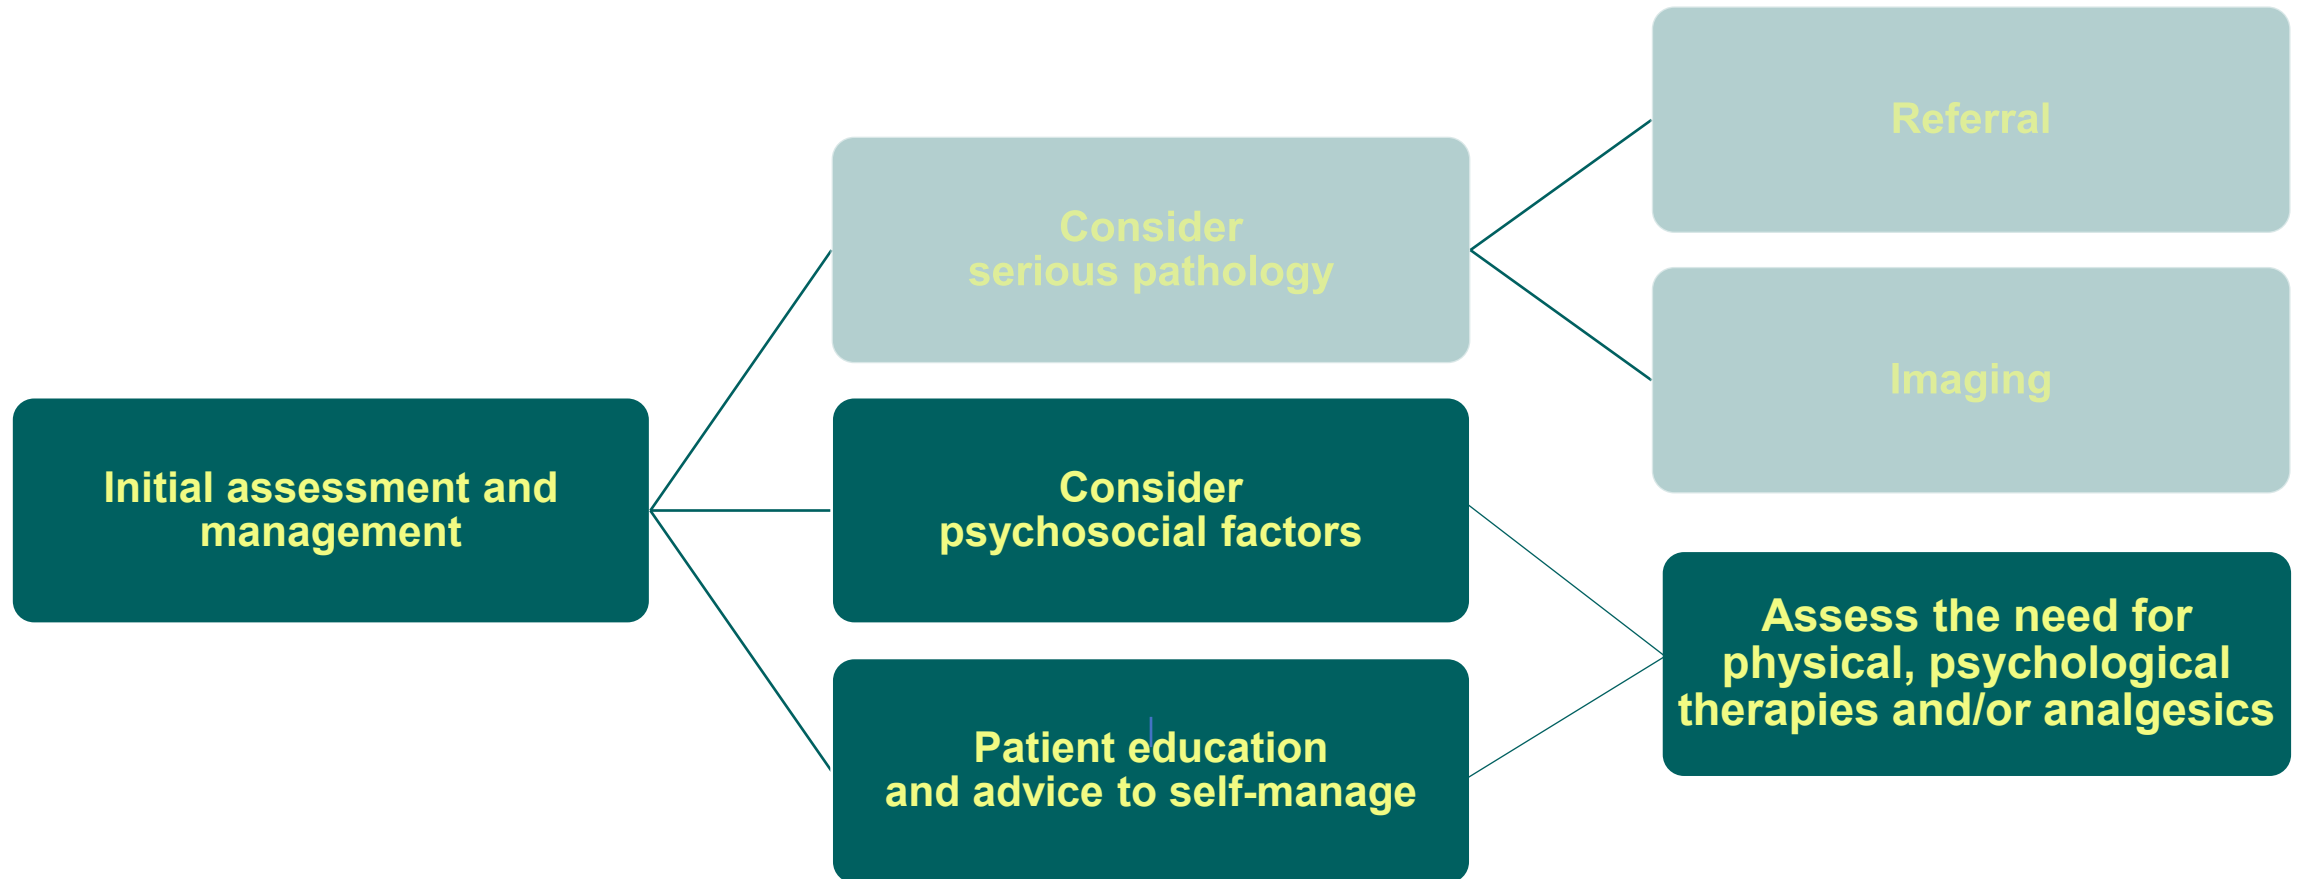 Initial assessment and
management
Consider
serious pathology
Consider
psychosocial factors
Patient education
and advice to self-manage
Referral
Imaging
Assess the need for
physical, psychological
therapies and/or analgesics